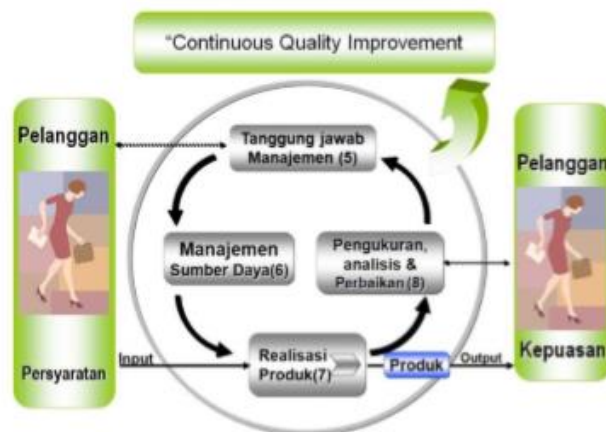 “Continuous Quality Improvement
Pelanggan
Persyaratan
Tanggung jawab
Manajemen (5)
Manajemen
Sumber Daya(6)
Pengukuran,
analisis &
Perbaikan (8)
Input
Realisasi
Produk(7)
Produk
Output
Pelanggan
Kepuasan